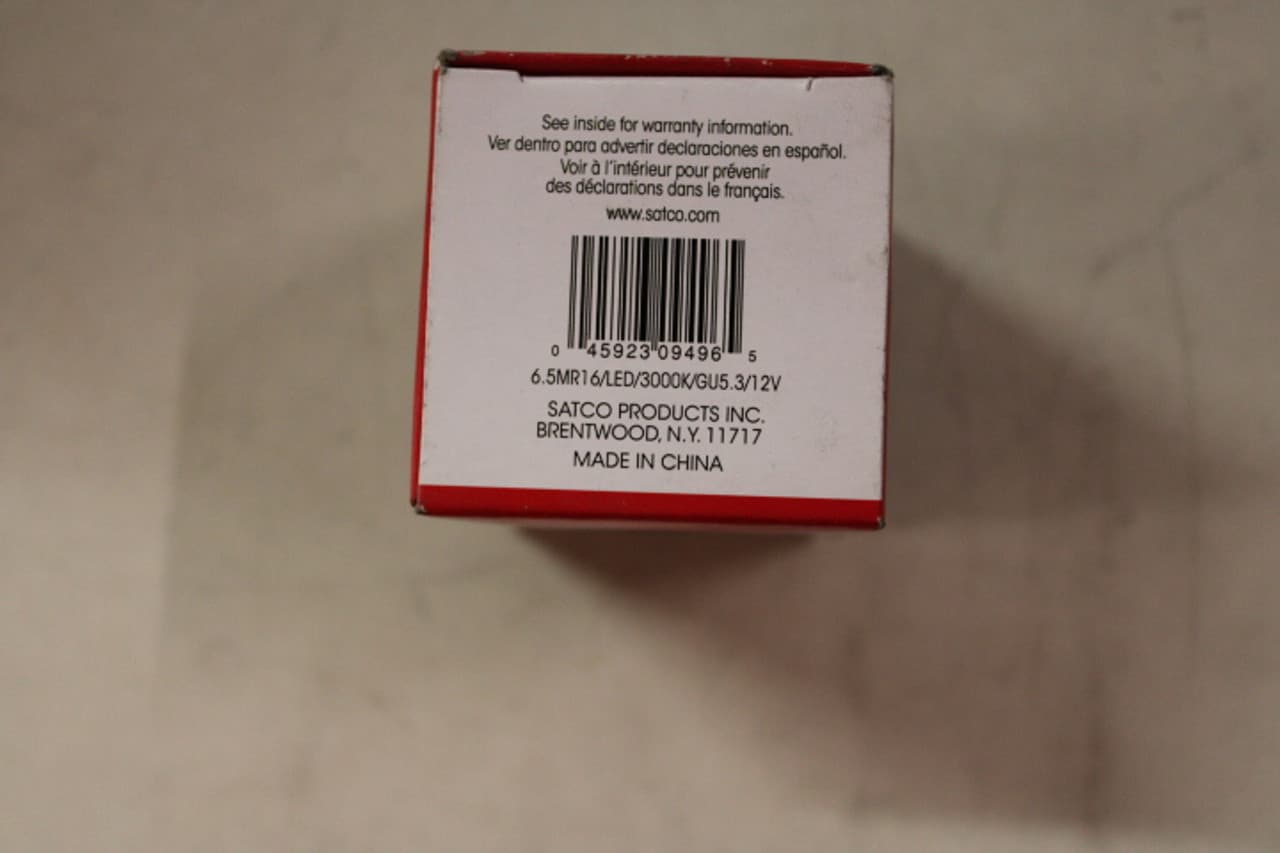 See inside for warranty information.
Ver dentro para advertir declaraciones en español.
Voir à l'intérieur pour prévenir
des déclarations dans le français.
www.satco.com
0 45923 09496 5
6.5MR16/LED/3000K/GU5.3/12V
SATCO PRODUCTS INC.
BRENTWOOD, N.Y. 11717
MADE IN CHINA